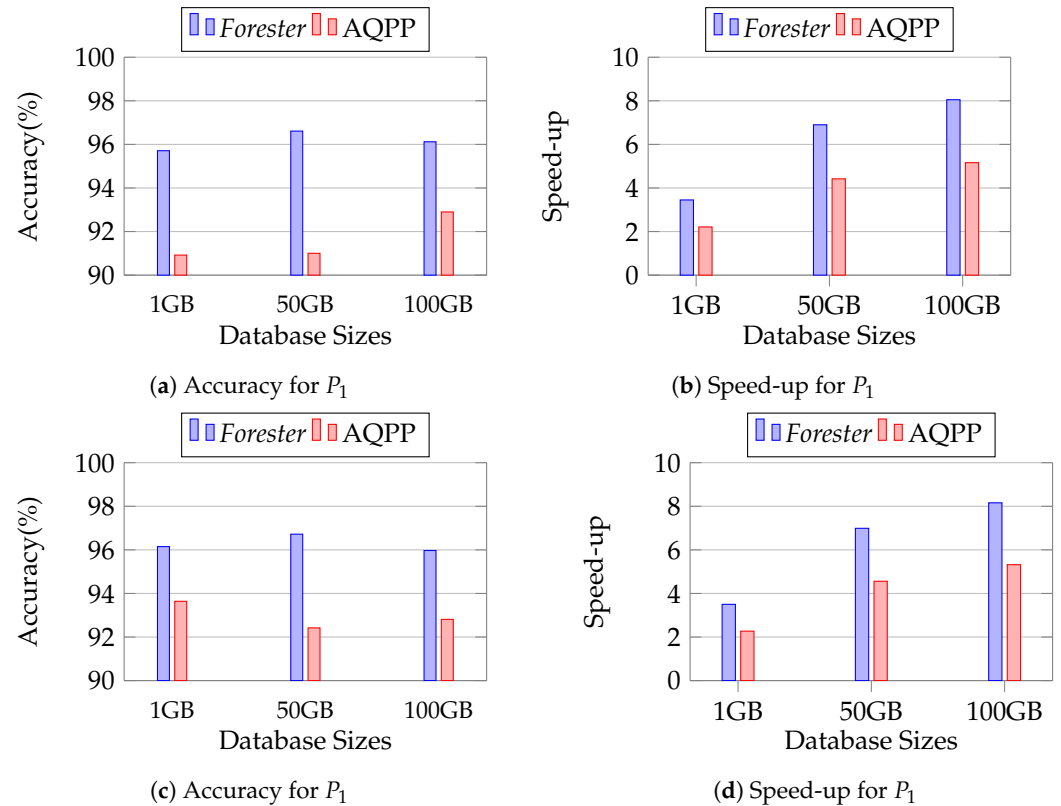 Forester AQPP
100
98
96
94
92
90
Accuracy(%)
1GB 50GB 100GB
Database Sizes
(a) Accuracy for P1
Forester AQPP
10
8
6
4
2
0
Speed-up
1GB 50GB 100GB
Database Sizes
(b) Speed-up for P1
Forester AQPP
100
98
96
94
92
90
Accuracy(%)
1GB 50GB 100GB
Database Sizes
(c) Accuracy for P1
Forester AQPP
10
8
6
4
2
0
Speed-up
1GB 50GB 100GB
Database Sizes
(d) Speed-up for P1